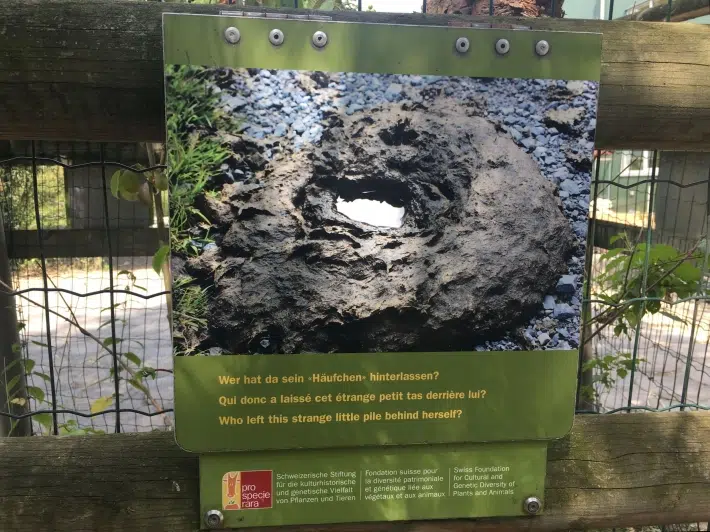 Wer hat da sein «Häufchen» hinterlassen?
Qui donc a laissé cet étrange petit tas derrière lui?
Who left this strange little pile behind herself?
pro
specie
rara
Schweizerische Stiftung
für die kulturhistorische
und genetische Vielfalt
von Pflanzen und Tieren
Fondation suisse pour
la diversité patrimoniale
et génétique liée aux
végétaux et aux animaux
Swiss Foundation
for Cultural and
Genetic Diversity of
Plants and Animals